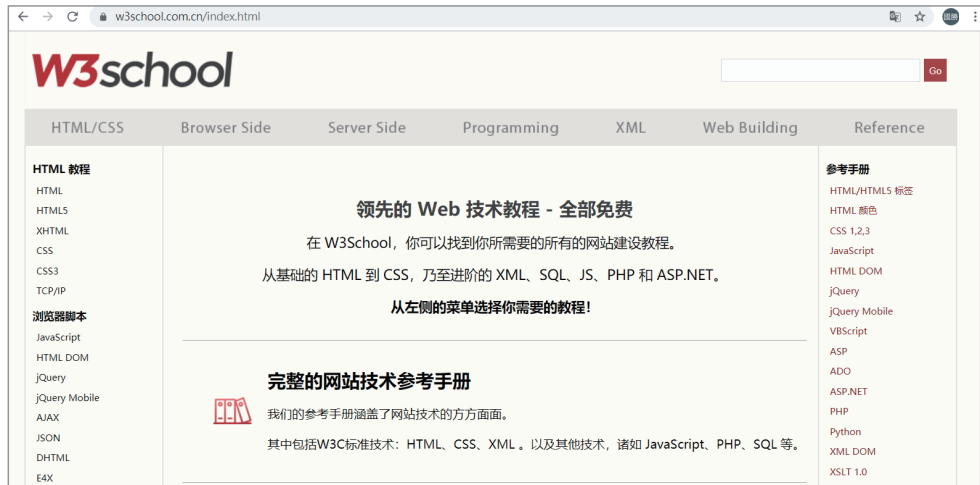 w3school.com.cn/index.html
國勝
W3school
Go
HTML/CSS Browser Side Server Side Programming XML Web Building Reference
HTML 教程
HTML
HTML5
XHTML
CSS
CSS3
TCP/IP
浏览器脚本
JavaScript
HTML DOM
jQuery
jQuery Mobile
AJAX
JSON
DHTML
E4X
领先的 Web 技术教程 - 全部免费
在 W3School，你可以找到你所需要的所有的网站建设教程。
从基础的 HTML 到 CSS，乃至进阶的 XML、SQL、JS、PHP 和 ASP.NET。
从左侧的菜单选择你需要的教程！
完整的网站技术参考手册
我们的参考手册涵盖了网站技术的方方面面。
其中包括W3C标准技术：HTML、CSS、XML 。以及其他技术，诸如 JavaScript、PHP、SQL 等。
参考手册
HTML/HTML5 标签
HTML 颜色
CSS 1,2,3
JavaScript
HTML DOM
jQuery
jQuery Mobile
VBScript
ASP
ADO
ASP.NET
PHP
Python
XML DOM
XSLT 1.0